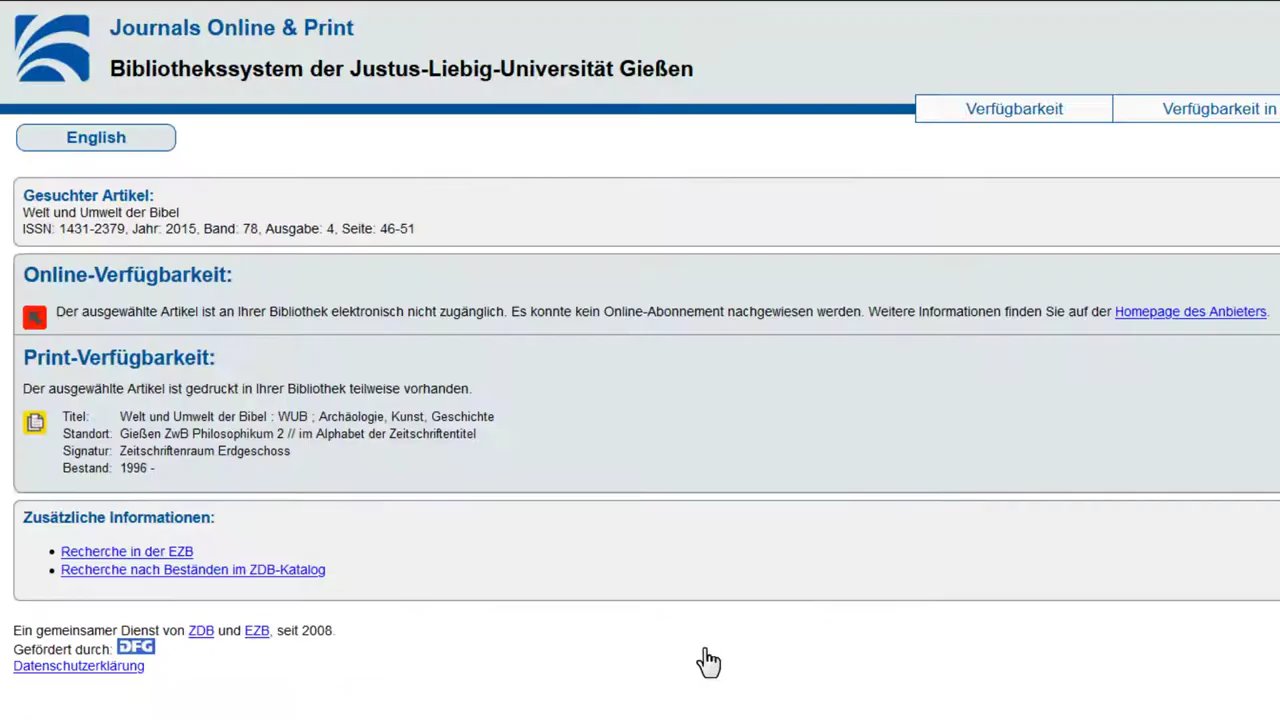 Journals Online & Print
Bibliothekssystem der Justus-Liebig-Universität Gießen
Verfügbarkeit
Verfügbarkeit in
English
Gesuchter Artikel:
Welt und Umwelt der Bibel
ISSN: 1431-2379, Jahr: 2015, Band: 78, Ausgabe: 4, Seite: 46-51
Online-Verfügbarkeit:
Der ausgewählte Artikel ist an Ihrer Bibliothek elektronisch nicht zugänglich. Es konnte kein Online-Abonnement nachgewiesen werden. Weitere Informationen finden Sie auf der Homepage des Anbieters.
Print-Verfügbarkeit:
Der ausgewählte Artikel ist gedruckt in Ihrer Bibliothek teilweise vorhanden.
Titel: Welt und Umwelt der Bibel : WUB ; Archäologie, Kunst, Geschichte
Standort: Gießen ZwB Philosophikum 2 // im Alphabet der Zeitschriftentitel
Signatur: Zeitschriftenraum Erdgeschoss
Bestand: 1996 -
Zusätzliche Informationen:
• Recherche in der EZB
• Recherche nach Beständen im ZDB-Katalog
Ein gemeinsamer Dienst von ZDB und EZB, seit 2008.
Gefördert durch: DFG
Datenschutzerklärung